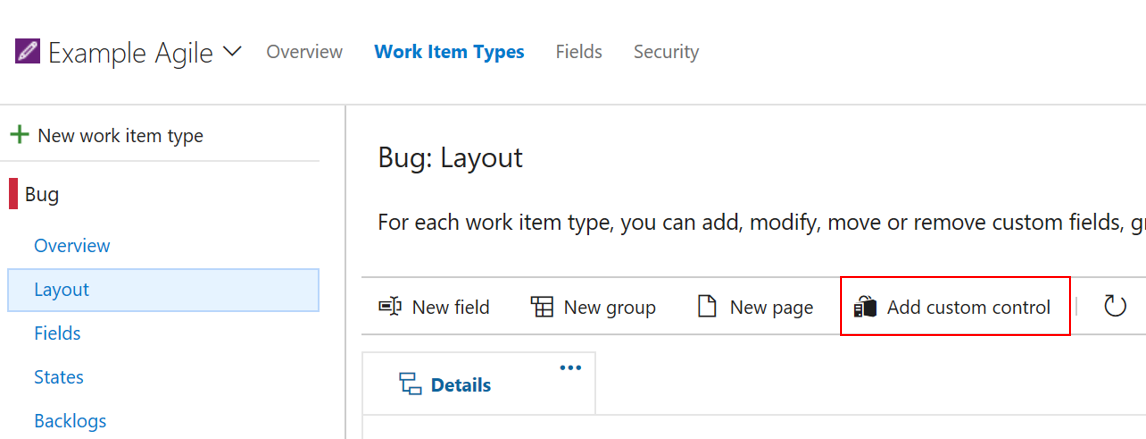 Example Agile Overview Work Item Types Fields Security
New work item type
Bug
Overview
Layout
Fields
States
Backlogs
Bug: Layout
For each work item type, you can add, modify, move or remove custom fields,
New field New group New page Add custom control
Details